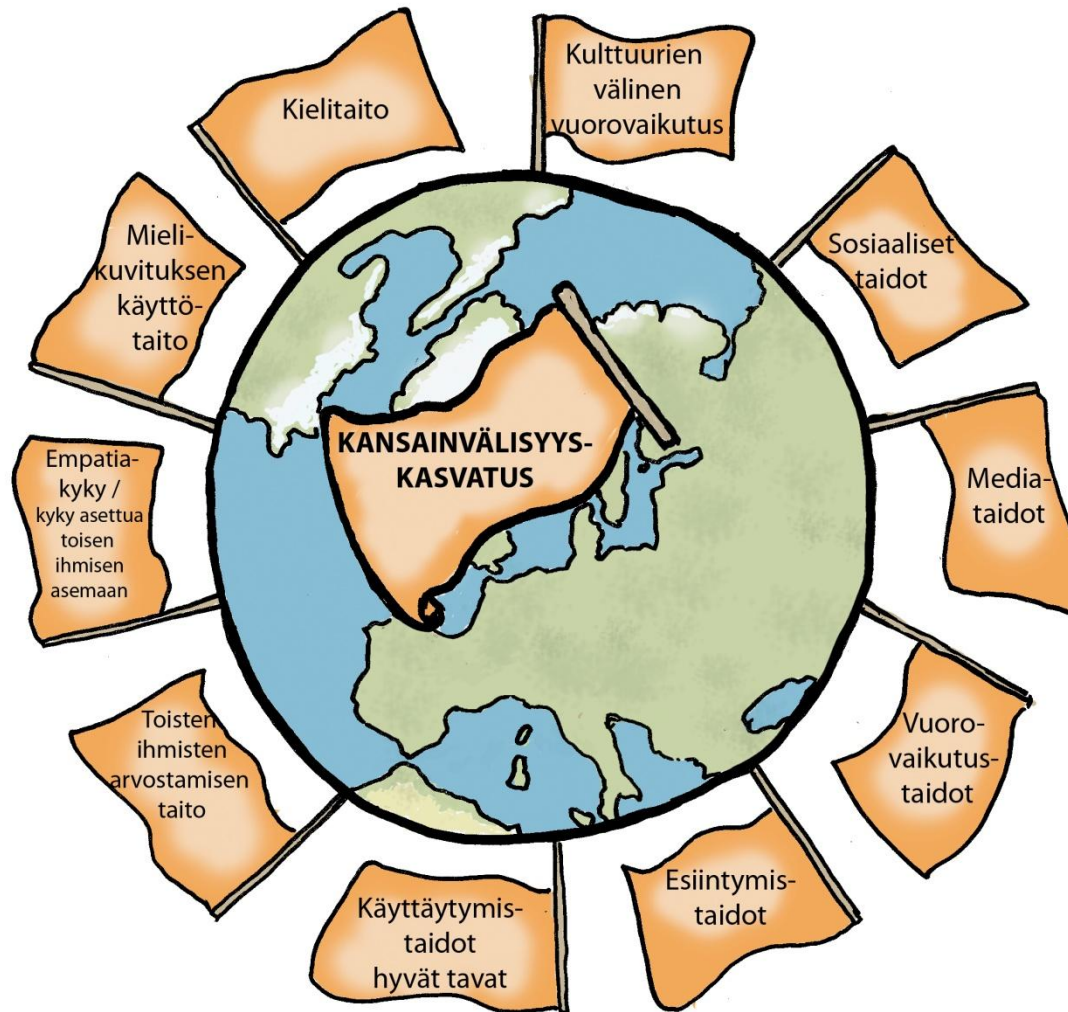 Kielitaito
Kulttuurien
välinen
vuorovaikutus
Sosiaaliset
taidot
Media-
taidot
Vuoro-
vaikutus-
taidot
Esiintymis-
taidot
Käyttäytymis-
taidot
hyvät tavat
Toisten
ihmisten
arvostamisen
taito
Empatia-
kyky /
kyky asettua
toisen
ihmisen
asemaan
Mieli-
kuvituksen
käyttö-
taito
KANSAINVÄLISYYS-
KASVATUS